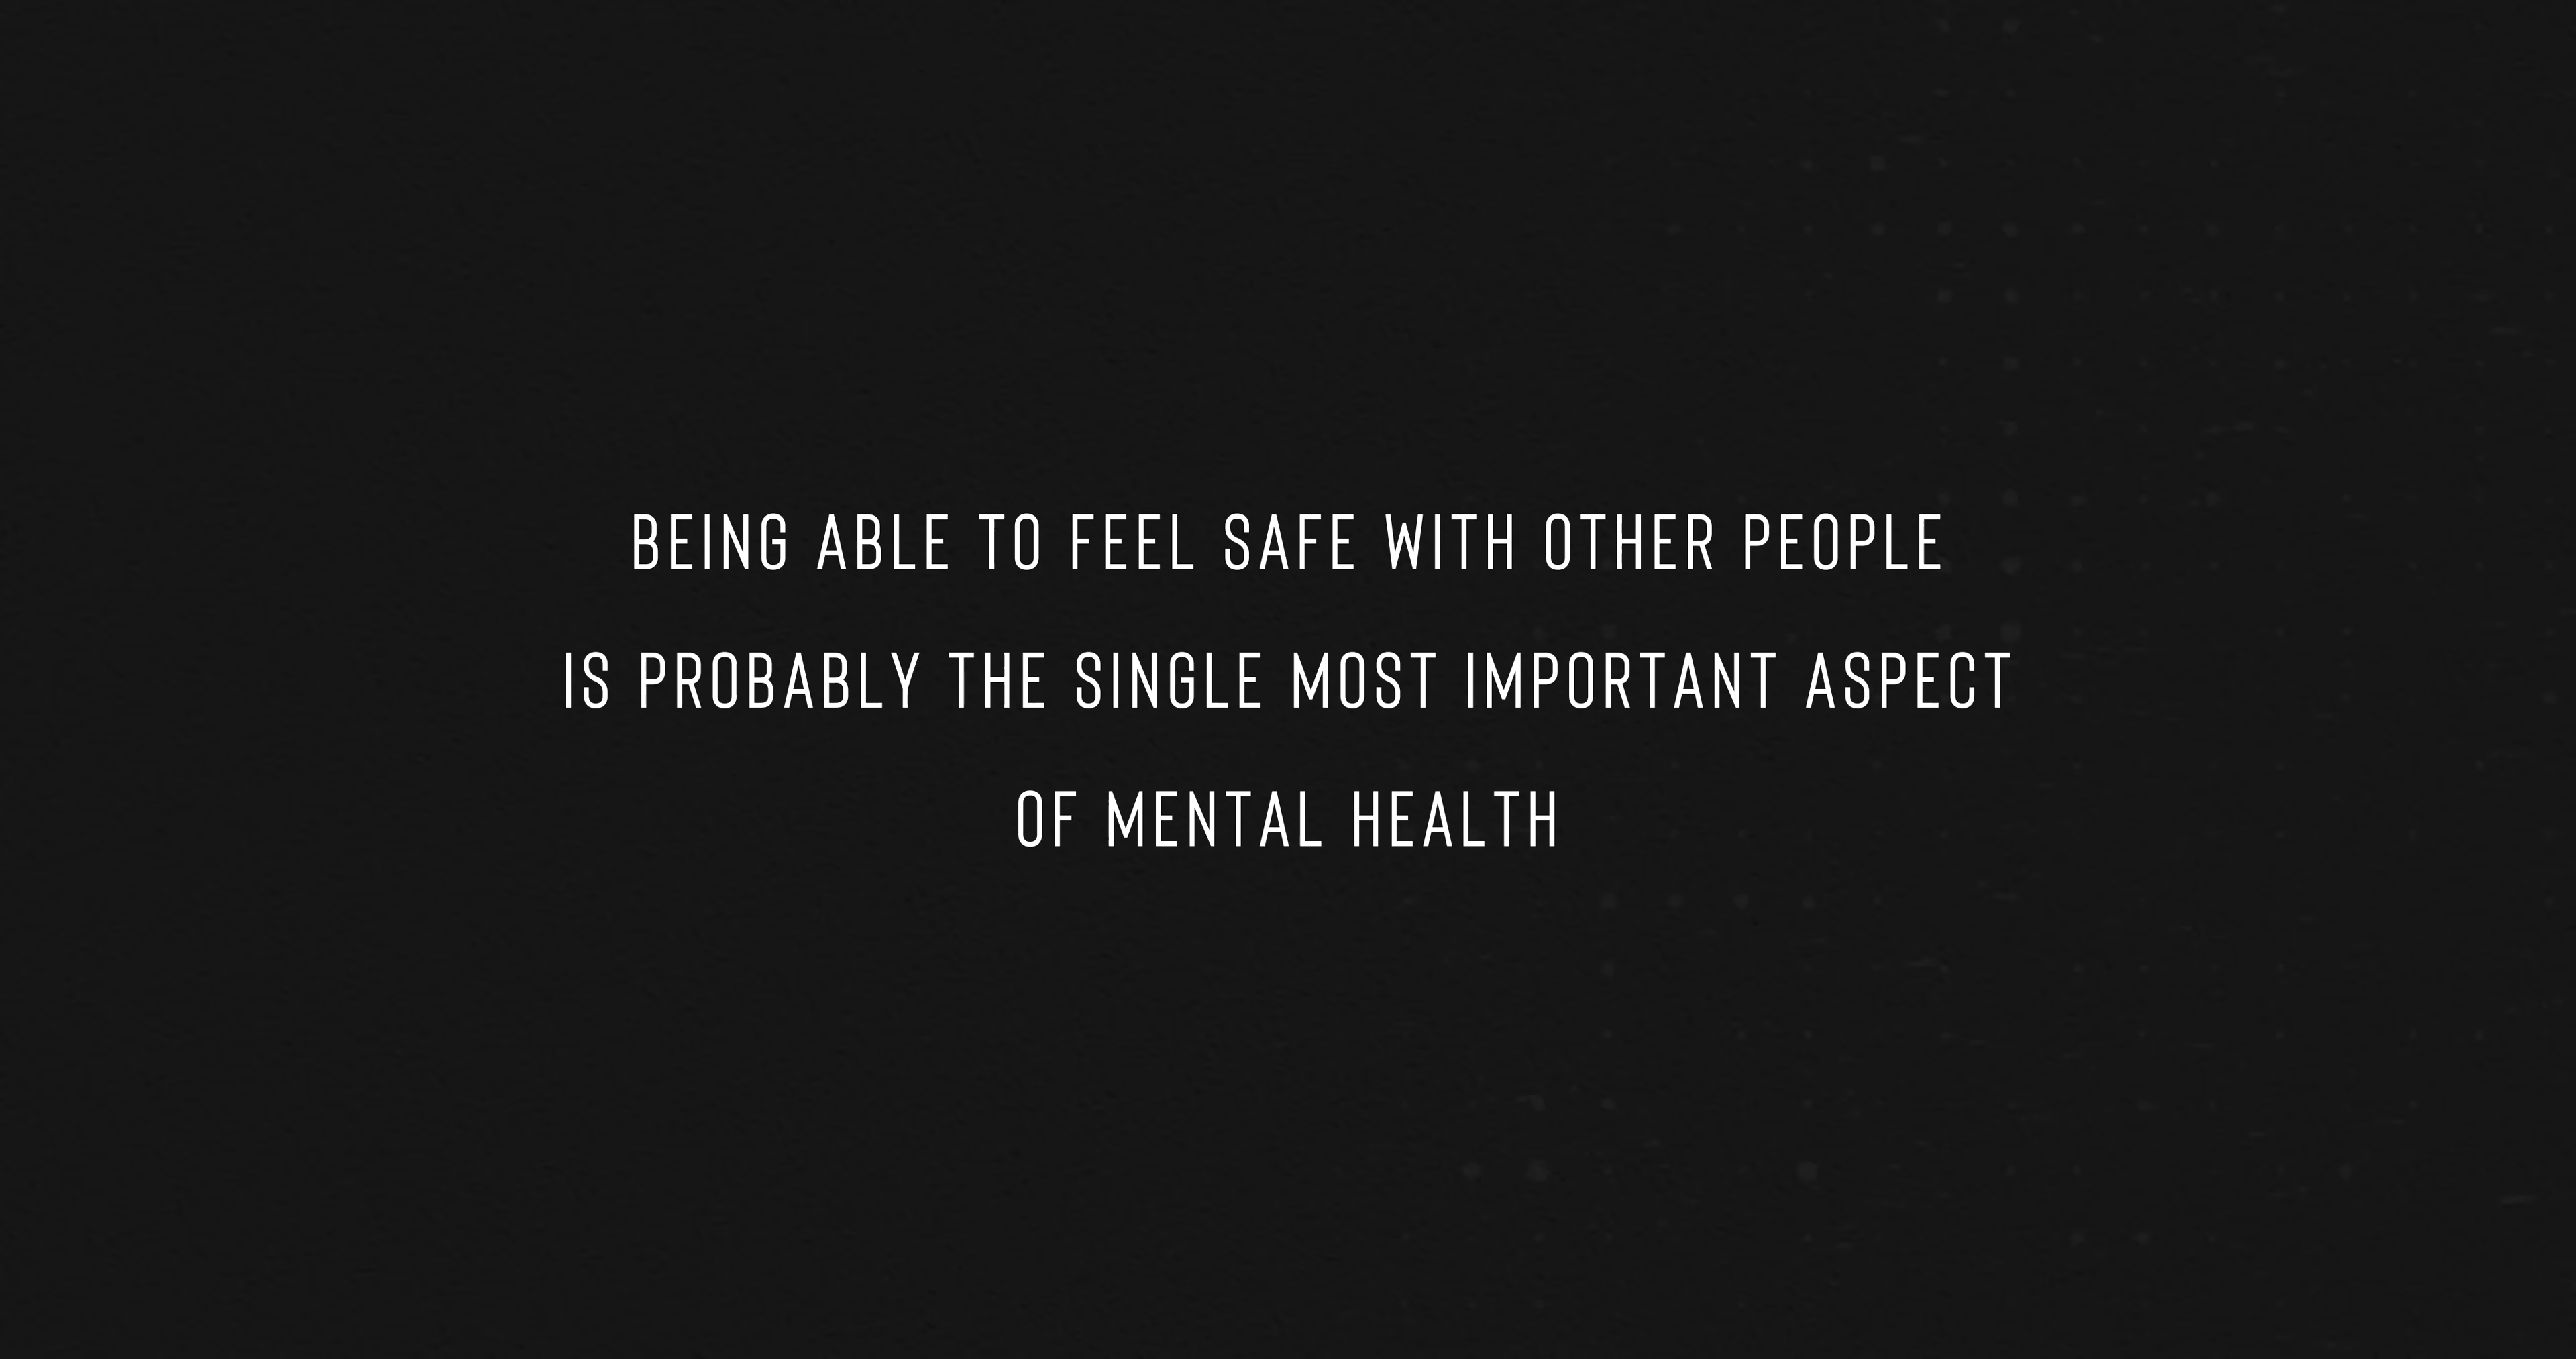 BEING ABLE TO FEEL SAFE WITH OTHER PEOPLE
IS PROBABLY THE SINGLE MOST IMPORTANT ASPECT
OF MENTAL HEALTH